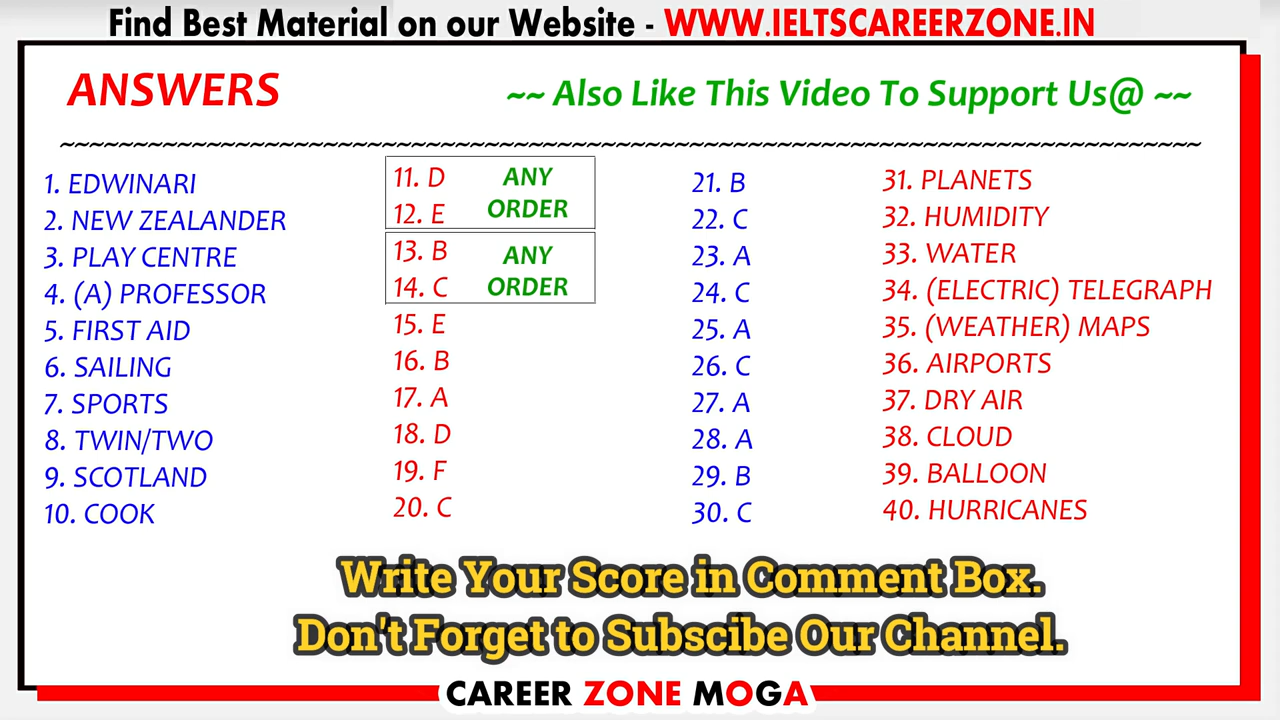 Find Best Material on our Website - WWW.IELTSCAREERZONE.IN
ANSWERS
~~ Also Like This Video To Support Us@ ~~
1. EDWINARI
2. NEW ZEALANDER
3. PLAY CENTRE
4. (A) PROFESSOR
5. FIRST AID
6. SAILING
7. SPORTS
8. TWIN/TWO
9. SCOTLAND
10. COOK
11. D
12. E
ANY
ORDER
13. B
14. C
ANY
ORDER
15. E
16. B
17. A
18. D
19. F
20. C
21. B
22. C
23. A
24. C
25. A
26. C
27. A
28. A
29. B
30. C
31. PLANETS
32. HUMIDITY
33. WATER
34. (ELECTRIC) TELEGRAPH
35. (WEATHER) MAPS
36. AIRPORTS
37. DRY AIR
38. CLOUD
39. BALLOON
40. HURRICANES
Write Your Score in Comment Box.
Don't Forget to Subscibe Our Channel.
CAREER ZONE MOGA